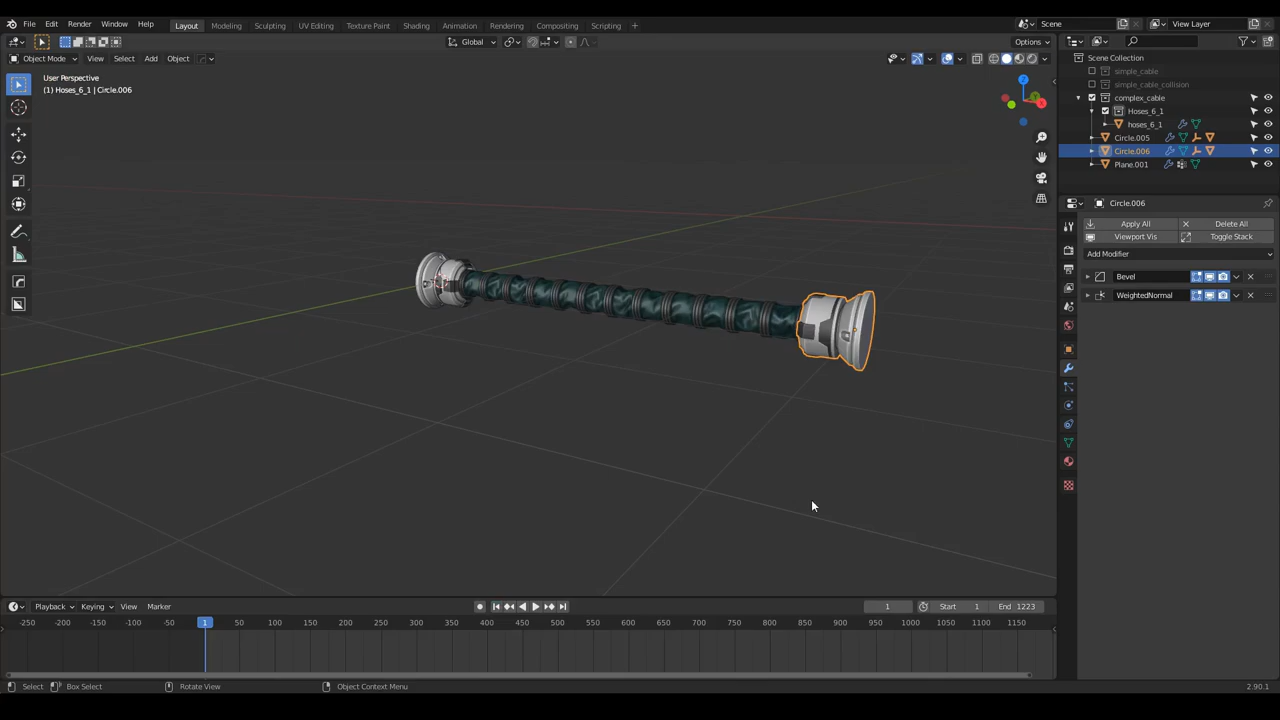 File Edit Render Window Help Layout Modeling Sculpting UV Editing Texture Paint Shading Animation Rendering Compositing Scripting + Scene View Layer
Global Options
Object Mode View Select Add Object
User Perspective
(1) Hoses_6_1 | Circle.006
Scene Collection
simple_cable
simple_cable_collision
complex_cable
Hoses_6_1
hoses_6_1
Circle.005
Circle.006
Plane.001
Circle.006
Apply All Delete All
Viewport Vis Toggle Stack
Add Modifier
Bevel
WeightedNormal
Playback Keying View Marker 1 Start 1 End 1223
-250 -200 -150 -100 -50 1 50 100 150 200 250 300 350 400 450 500 550 600 650 700 750 800 850 900 950 1000 1050 1100 1150
Select Box Select Rotate View Object Context Menu 2.90.1